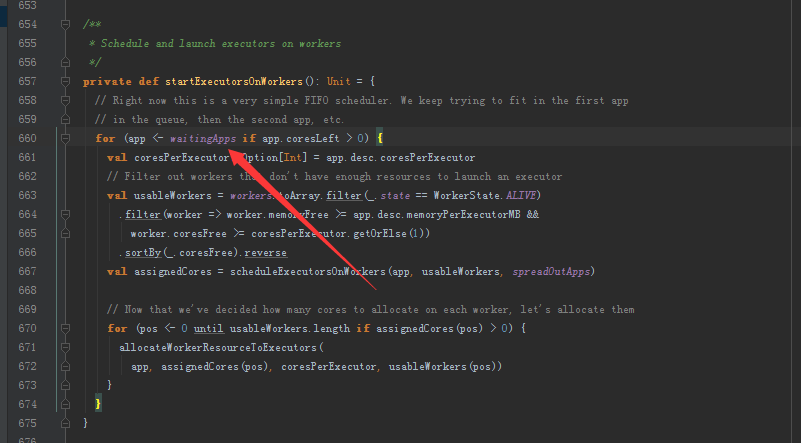 653
654 /**
655 * Schedule and launch executors on workers
656 */
657 private def startExecutorsOnWorkers(): Unit = {
658 // Right now this is a very simple FIFO scheduler. We keep trying to fit in the first app
659 // in the queue, then the second app, etc.
660 for (app <- waitingApps if app.coresLeft > 0) {
661 val coresPerExecutor Option[Int] = app.desc.coresPerExecutor
662 // Filter out workers that don't have enough resources to launch an executor
663 val usableWorkers = workers.toArray.filter(_.state == WorkerState.ALIVE)
664 .filter(worker => worker.memoryFree >= app.desc.memoryPerExecutorMB &&
665 worker.coresFree >= coresPerExecutor.getOrElse(1))
666 .sortBy(_.coresFree).reverse
667 val assignedCores = scheduleExecutorsOnWorkers(app, usableWorkers, spreadOutApps)
668
669 // Now that we've decided how many cores to allocate on each worker, let's allocate them
670 for (pos <- 0 until usableWorkers.length if assignedCores(pos) > 0) {
671 allocateWorkerResourceToExecutors(
672 app, assignedCores(pos), coresPerExecutor, usableWorkers(pos))
673 }
674 }
675 }
676